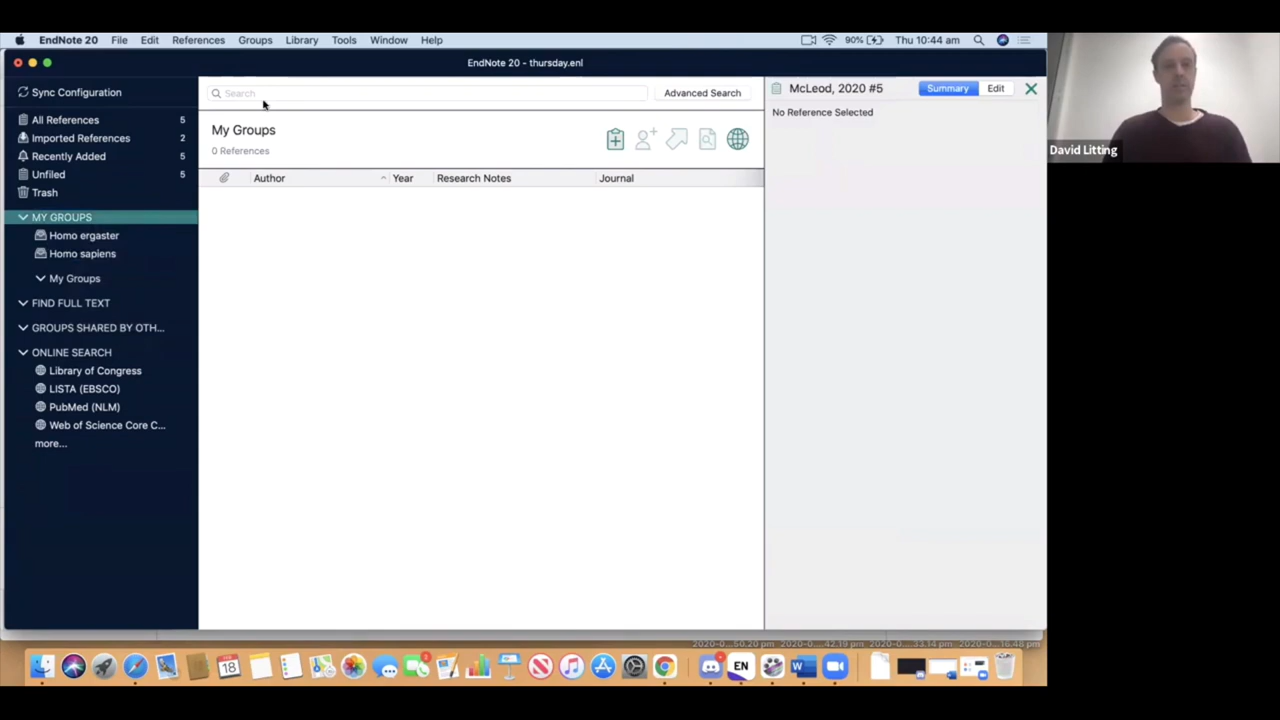 EndNote 20 File Edit References Groups Library Tools Window Help 90% Thu 10:44 am
EndNote 20 - thursday.enl
Sync Configuration
Search
Advanced Search
McLeod, 2020 #5
Summary
Edit
No Reference Selected
All References 5
Imported References 2
Recently Added 5
Unfiled 5
Trash
My Groups
0 References
Author Year Research Notes Journal
MY GROUPS
Homo ergaster
Homo sapiens
My Groups
FIND FULL TEXT
GROUPS SHARED BY OTH...
ONLINE SEARCH
Library of Congress
LISTA (EBSCO)
PubMed (NLM)
Web of Science Core C...
more...
David Litting
18
EN